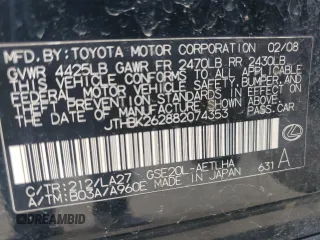 MFD.BY: TOYOTA MOTOR CORPORATION 02/08
GVWR 4425LB GAWR FR 2470LB RR 2430LB
THIS VEHICLE CONFORMS TO ALL APPLICABLE
FEDERAL MOTOR VEHICLE SAFETY, BUMPER, AND
THEFT PREVENTION STANDARDS IN EFFECT ON
THE DATE OF MANUFACTURE SHOWN ABOVE.
JTHBK262882074353 PASS.CAR
C/TR:212/LA27 GSE20L-AETLHA
A/TM:B03A/A960E MADE IN JAPAN 631 A